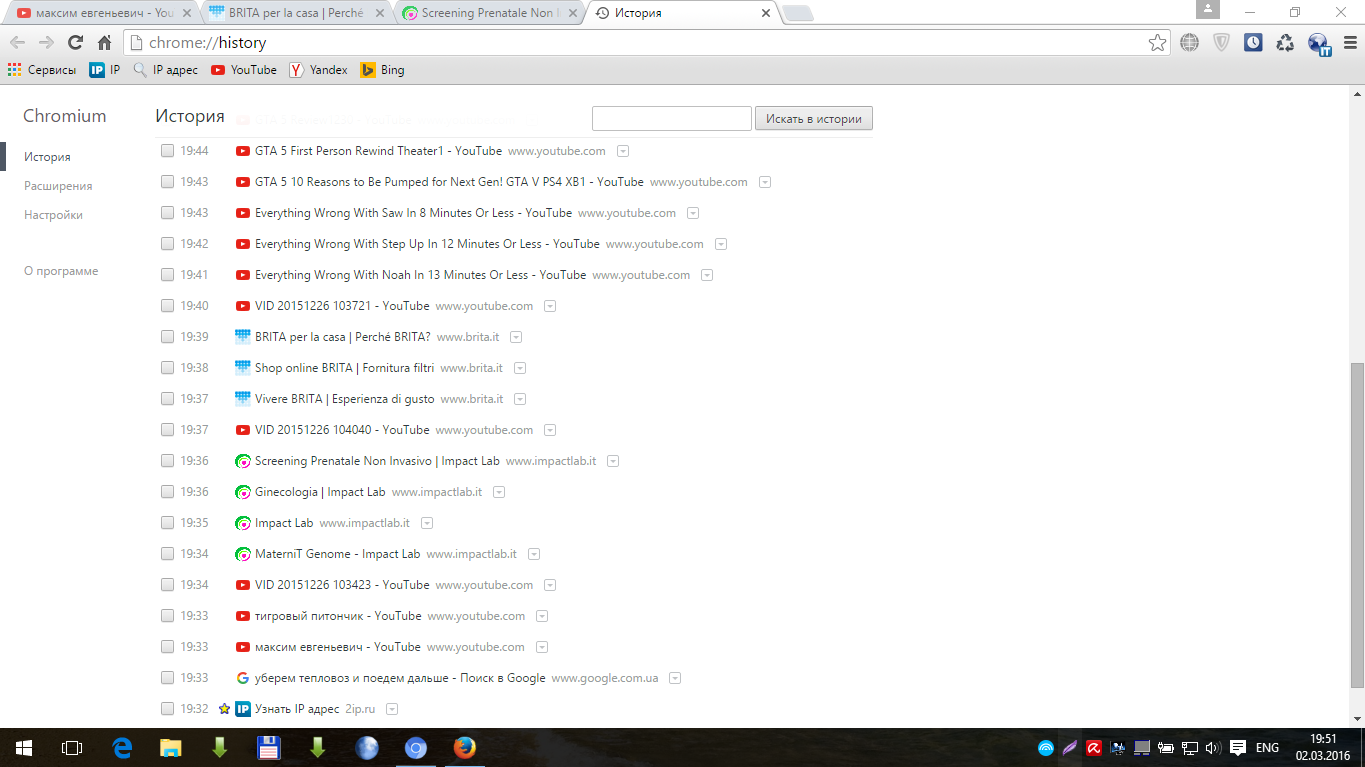 максим евгеньевич - You
BRITA per la casa | Perché
Screening Prenatale Non I
История
chrome://history
Сервисы IP IP адрес YouTube Yandex Bing
Chromium
История
Искать в истории
История
Расширения
Настройки
О программе
19:44 GTA 5 First Person Rewind Theater1 - YouTube www.youtube.com
19:43 GTA 5 10 Reasons to Be Pumped for Next Gen! GTA V PS4 XB1 - YouTube www.youtube.com
19:43 Everything Wrong With Saw In 8 Minutes Or Less - YouTube www.youtube.com
19:42 Everything Wrong With Step Up In 12 Minutes Or Less - YouTube www.youtube.com
19:41 Everything Wrong With Noah In 13 Minutes Or Less - YouTube www.youtube.com
19:40 VID 20151226 103721 - YouTube www.youtube.com
19:39 BRITA per la casa | Perché BRITA? www.brita.it
19:38 Shop online BRITA | Fornitura filtri www.brita.it
19:37 Vivere BRITA | Esperienza di gusto www.brita.it
19:37 VID 20151226 104040 - YouTube www.youtube.com
19:36 Screening Prenatale Non Invasivo | Impact Lab www.impactlab.it
19:36 Ginecologia | Impact Lab www.impactlab.it
19:35 Impact Lab www.impactlab.it
19:34 MaterniT Genome - Impact Lab www.impactlab.it
19:34 VID 20151226 103423 - YouTube www.youtube.com
19:33 тигровый питончик - YouTube www.youtube.com
19:33 максим евгеньевич - YouTube www.youtube.com
19:33 уберем тепловоз и поедем дальше - Поиск в Google www.google.com.ua
19:32 IP Узнать IP адрес 2ip.ru
ENG
19:51
02.03.2016